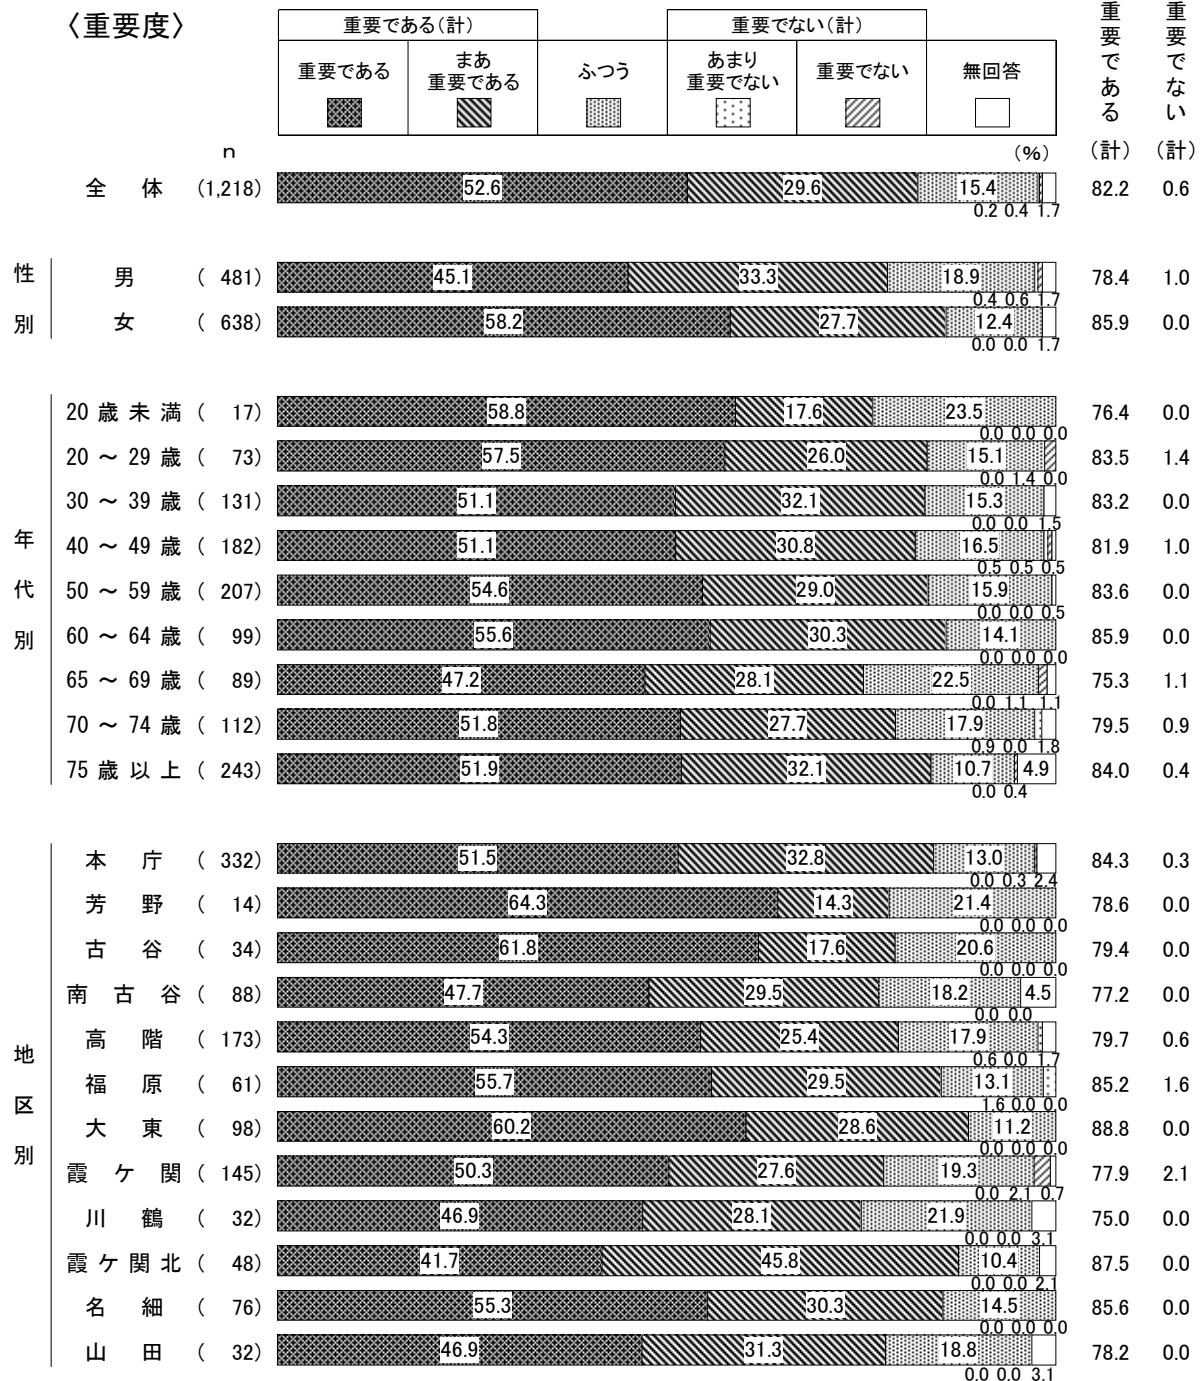 〈重要度〉
重要である(計) 重要でない(計) 重要である(計) 重要でない(計)
重要である まあ重要である ふつう あまり重要でない 重要でない 無回答
n (%)
全体 (1,218) 52.6 29.6 15.4 82.2 0.6
0.2 0.4 1.7
性別
男 ( 481) 45.1 33.3 18.9 78.4 1.0
0.4 0.6 1.7
女 ( 638) 58.2 27.7 12.4 85.9 0.0
0.0 0.0 1.7
年代別
20歳未満 ( 17) 58.8 17.6 23.5 76.4 0.0
0.0 0.0 0.0
20～29歳 ( 73) 57.5 26.0 15.1 83.5 1.4
0.0 1.4 0.0
30～39歳 ( 131) 51.1 32.1 15.3 83.2 0.0
0.0 0.0 1.5
40～49歳 ( 182) 51.1 30.8 16.5 81.9 1.0
0.5 0.5 0.5
50～59歳 ( 207) 54.6 29.0 15.9 83.6 0.0
0.0 0.0 0.5
60～64歳 ( 99) 55.6 30.3 14.1 85.9 0.0
0.0 0.0 0.0
65～69歳 ( 89) 47.2 28.1 22.5 75.3 1.1
0.0 1.1 1.1
70～74歳 ( 112) 51.8 27.7 17.9 79.5 0.9
0.9 0.0 1.8
75歳以上 ( 243) 51.9 32.1 10.7 4.9 84.0 0.4
0.0 0.4
地区別
本庁 ( 332) 51.5 32.8 13.0 84.3 0.3
0.0 0.3 2.4
芳野 ( 14) 64.3 14.3 21.4 78.6 0.0
0.0 0.0 0.0
古谷 ( 34) 61.8 17.6 20.6 79.4 0.0
0.0 0.0 0.0
南古谷 ( 88) 47.7 29.5 18.2 4.5 77.2 0.0
0.0 0.0
高階 ( 173) 54.3 25.4 17.9 79.7 0.6
0.6 0.0 1.7
福原 ( 61) 55.7 29.5 13.1 85.2 1.6
1.6 0.0 0.0
大東 ( 98) 60.2 28.6 11.2 88.8 0.0
0.0 0.0 0.0
霞ケ関 ( 145) 50.3 27.6 19.3 77.9 2.1
0.0 2.1 0.7
川鶴 ( 32) 46.9 28.1 21.9 75.0 0.0
0.0 0.0 3.1
霞ケ関北 ( 48) 41.7 45.8 10.4 87.5 0.0
0.0 0.0 2.1
名細 ( 76) 55.3 30.3 14.5 85.6 0.0
0.0 0.0 0.0
山田 ( 32) 46.9 31.3 18.8 78.2 0.0
0.0 0.0 3.1